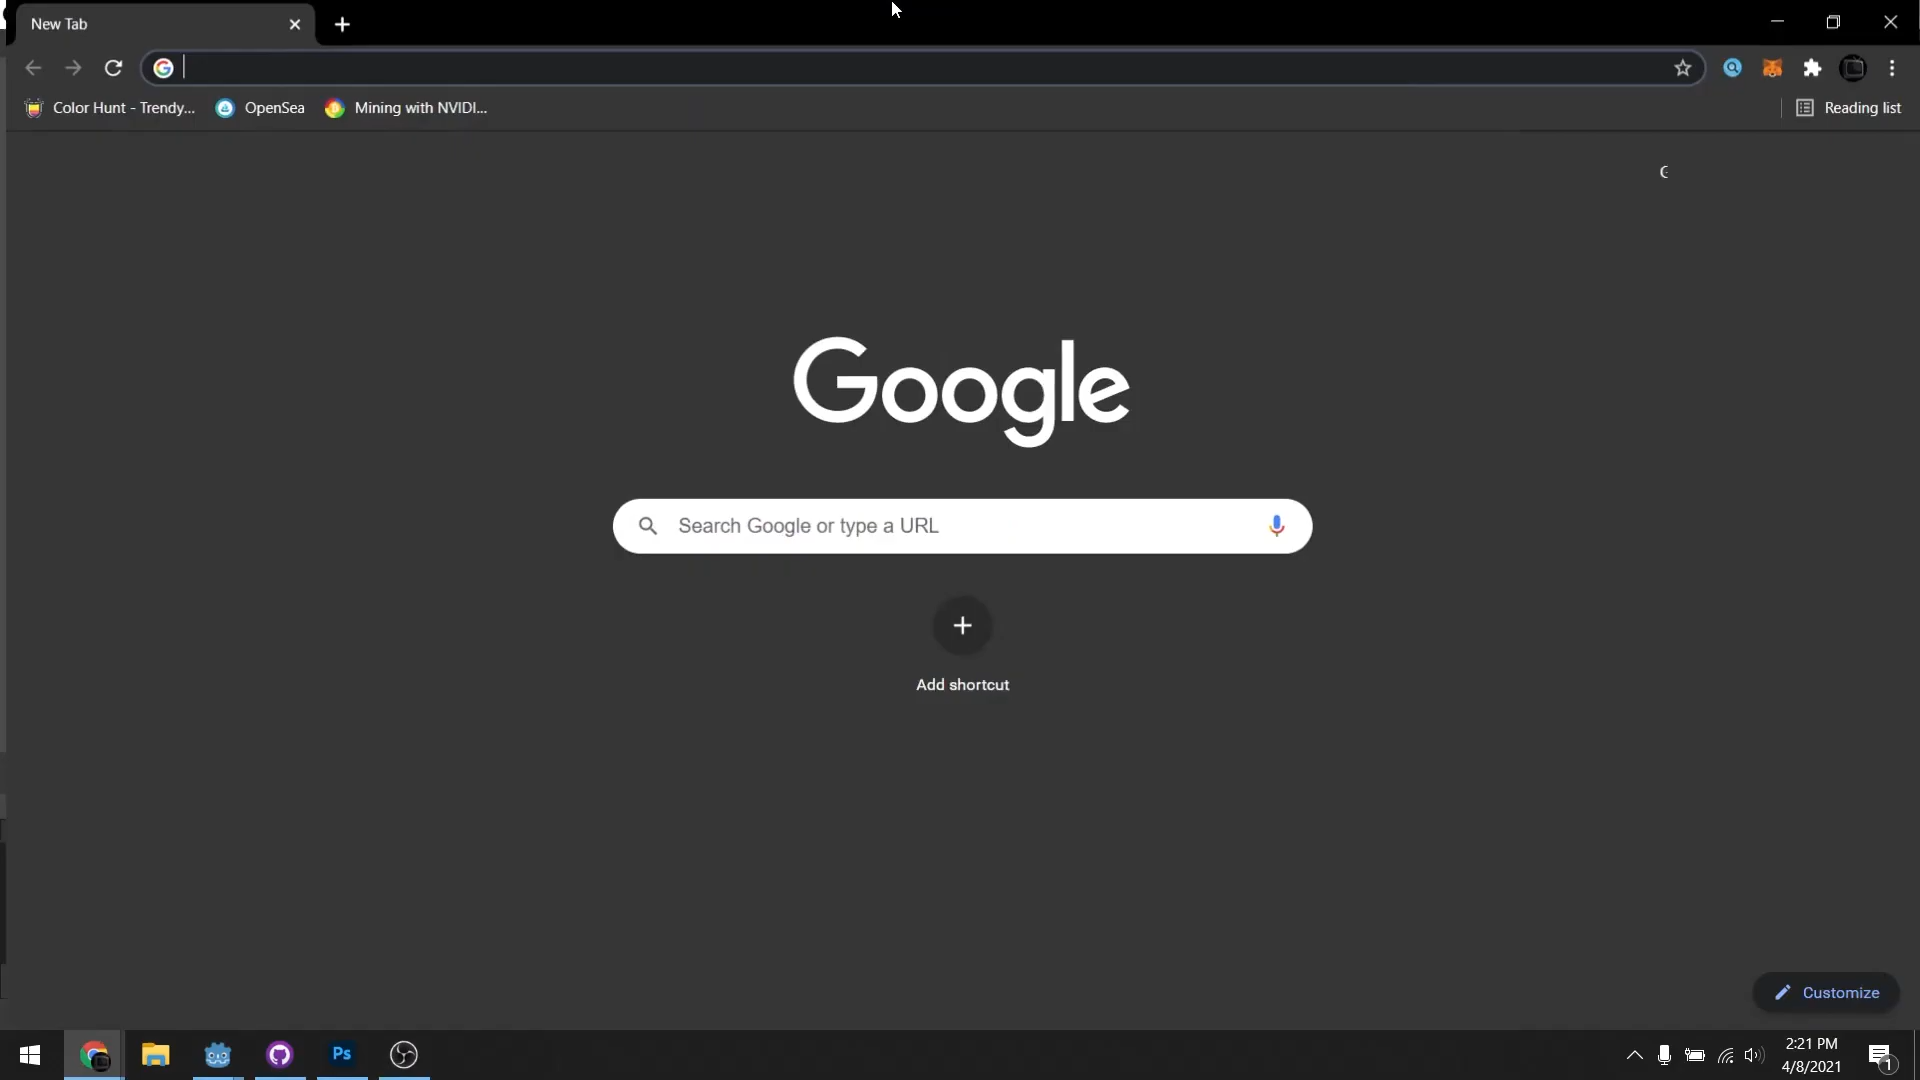 New Tab
Color Hunt - Trendy...
OpenSea
Mining with NVIDI...
Reading list
Google
Search Google or type a URL
Add shortcut
Customize
Ps
2:21 PM
4/8/2021
1